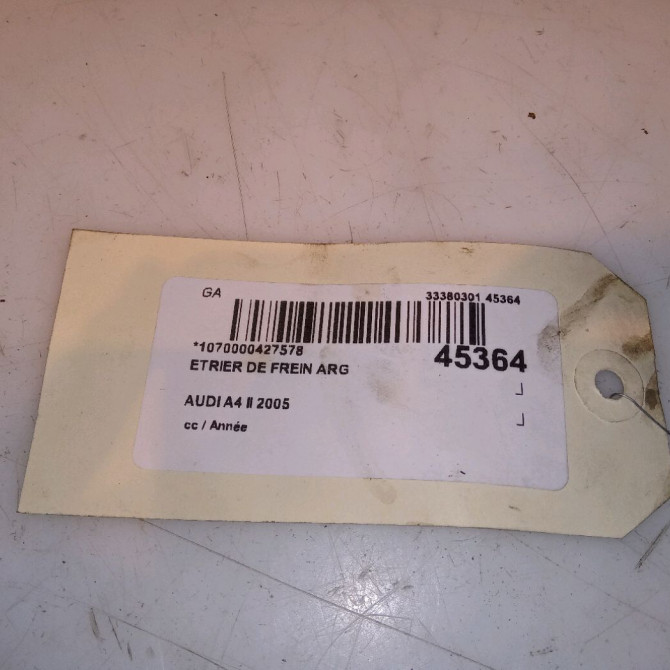 GA 33380301 45364
*1070000427578 45364
ETRIER DE FREIN ARG
AUDI A4 II 2005
cc / Année